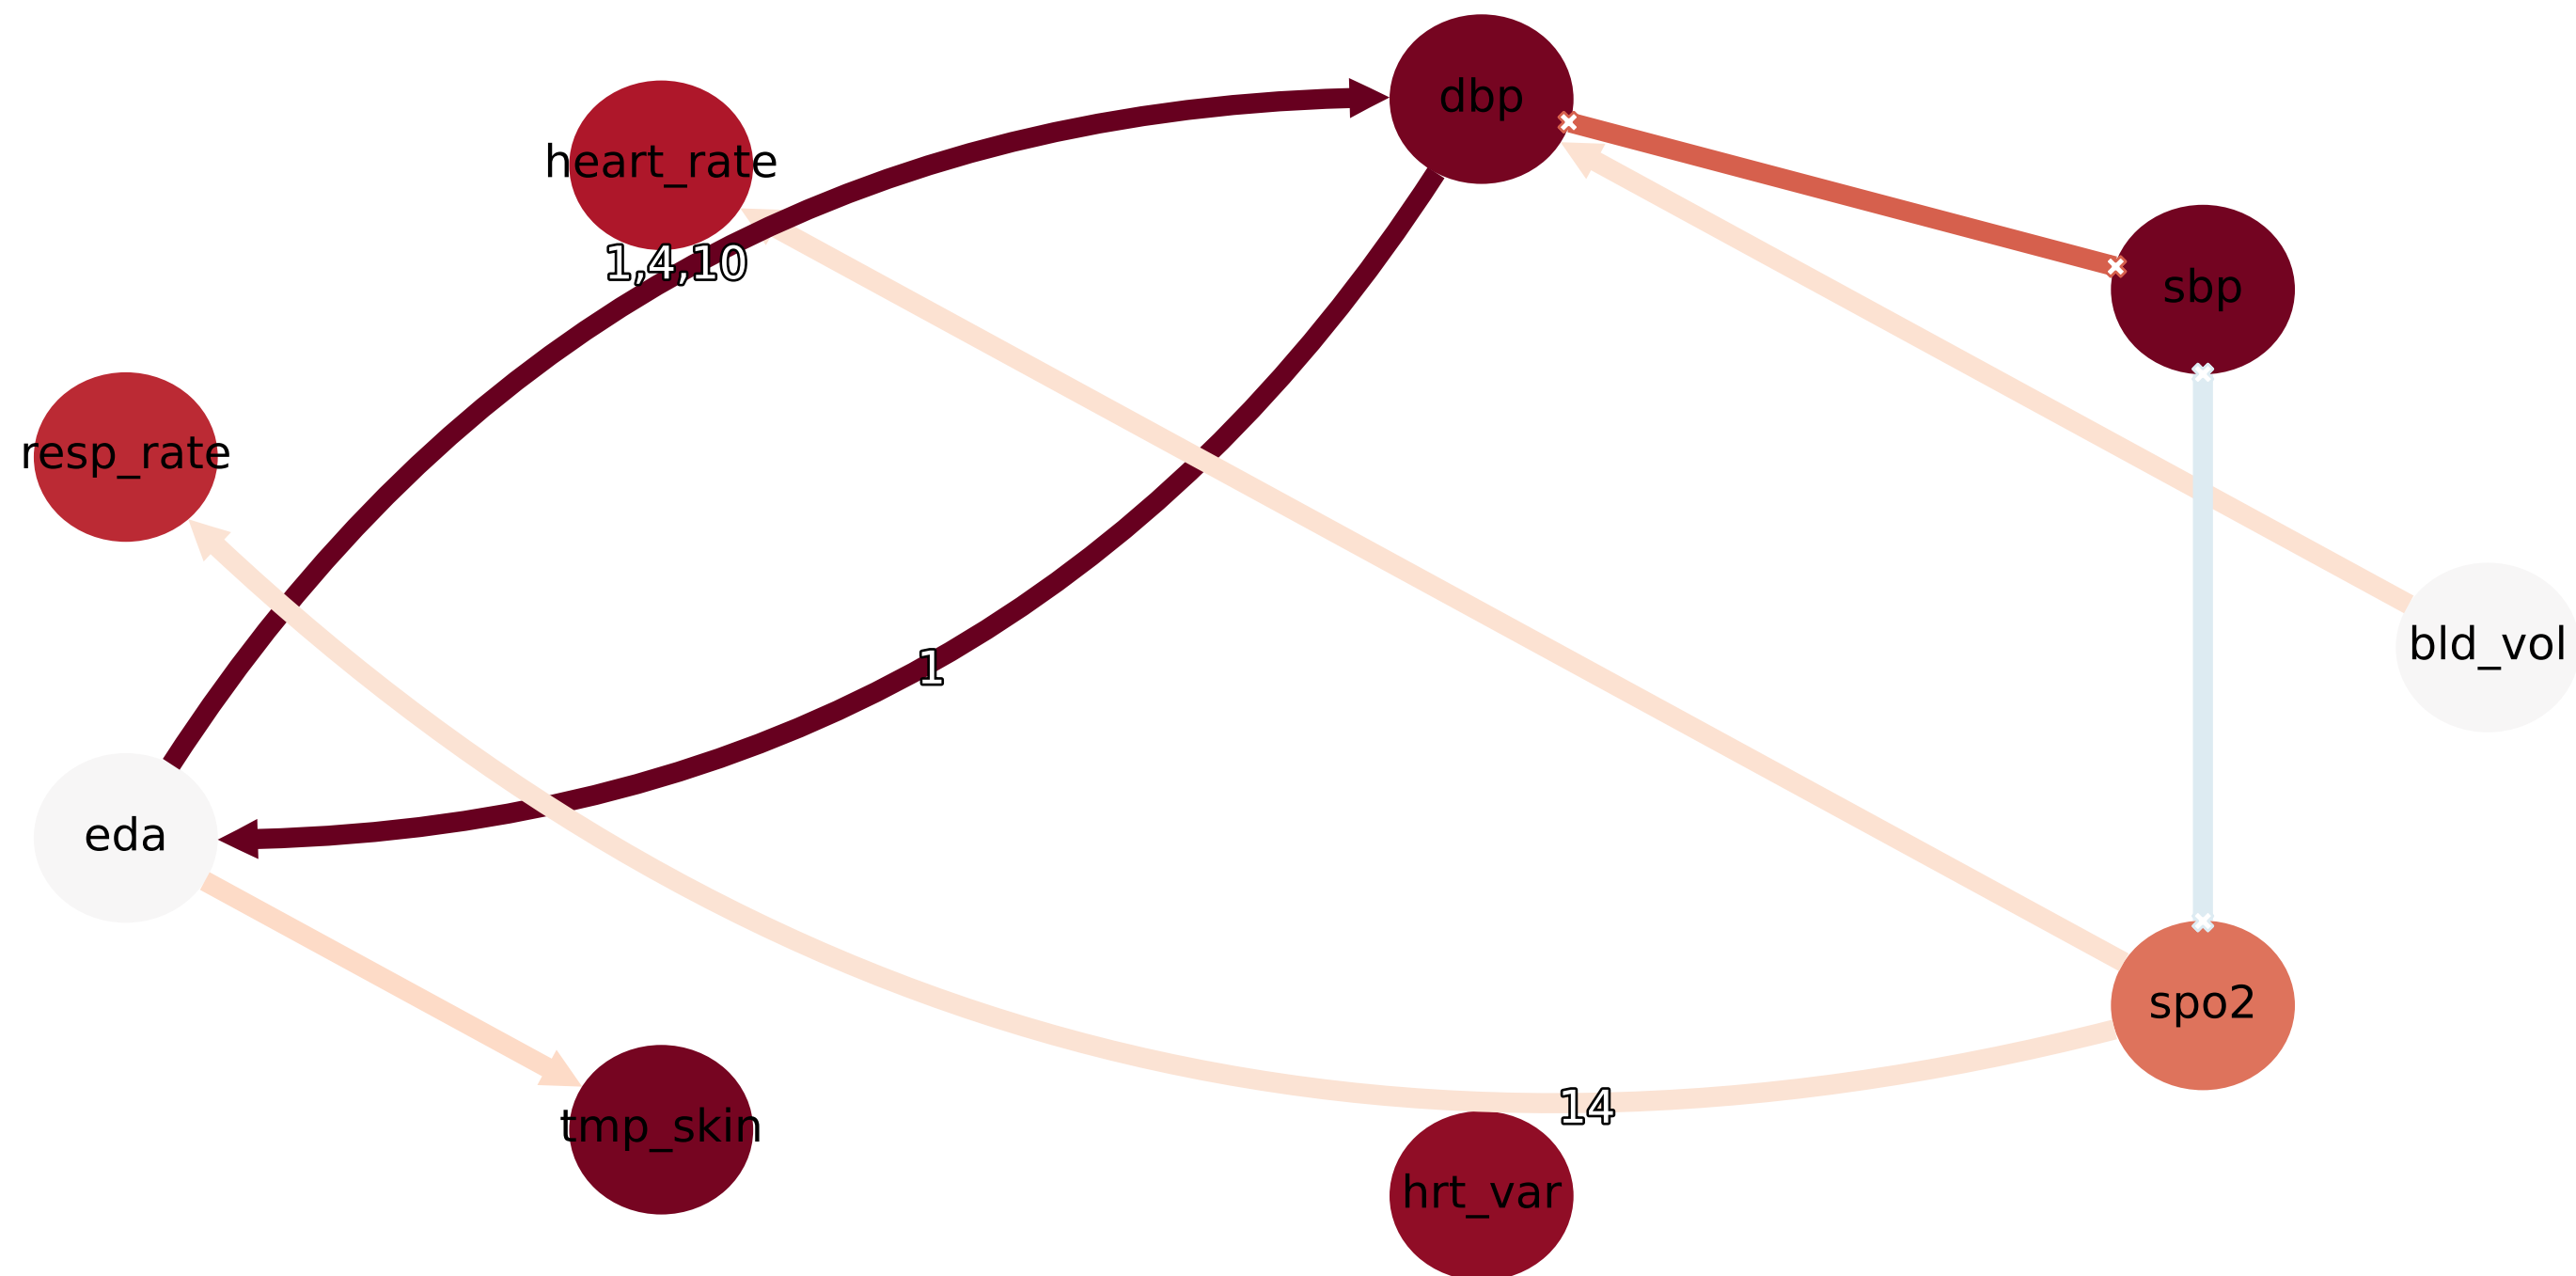 dbp
heart_rate
1,4,10
sbp
resp_rate
bld_vol
1
eda
spo2
14
tmp_skin
hrt_var